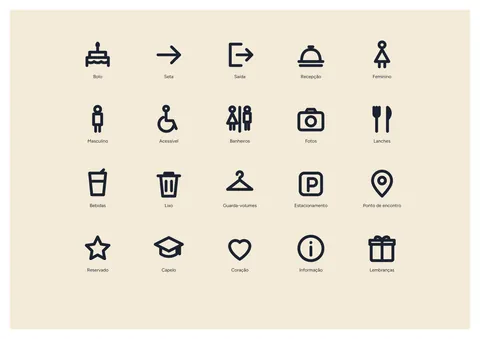 Bolo
Seta
Saída
Recepção
Feminino
Masculino
Acessível
Banheiros
Fotos
Lanches
Bebidas
Lixo
Guarda-volumes
Estacionamento
P
Ponto de encontro
Reservado
Capelo
Coração
Informação
i
Lembranças